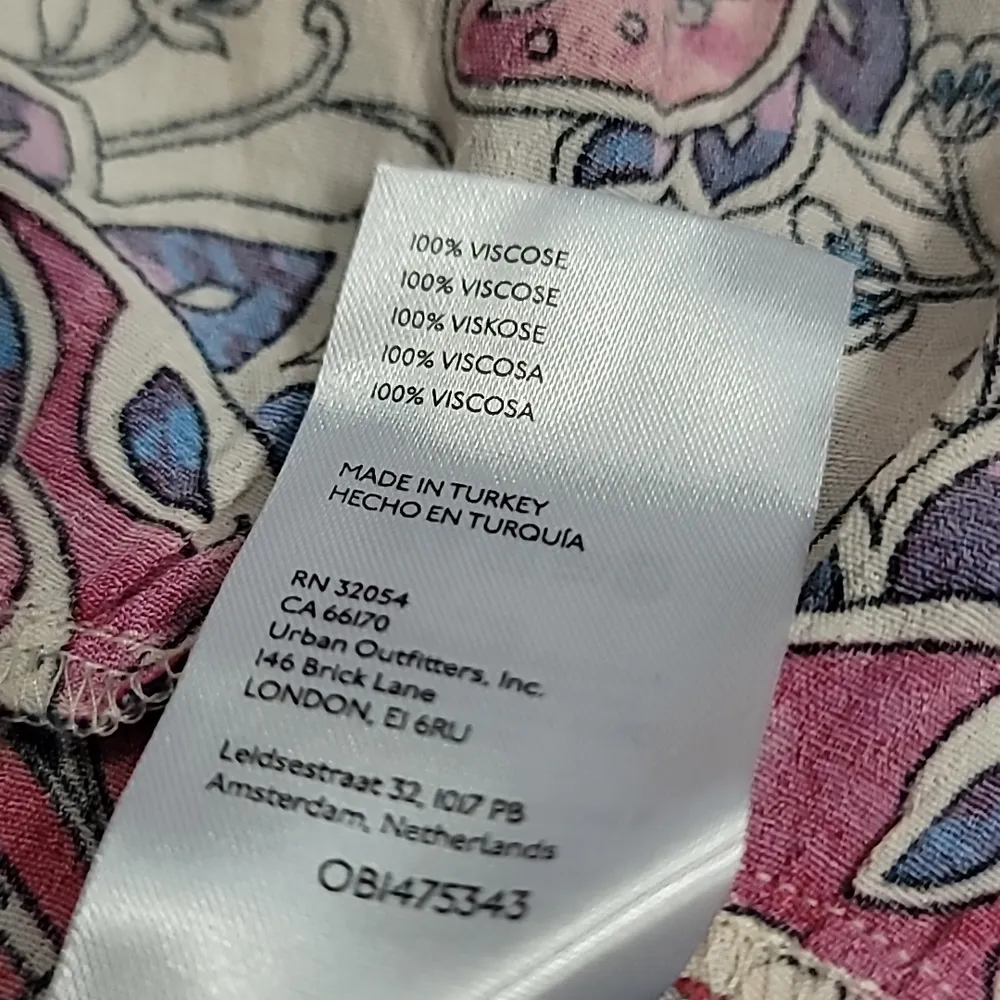 100% VISCOSE
100% VISCOSE
100% VISKOSE
100% VISCOSA
100% VISCOSA
MADE IN TURKEY
HECHO EN TURQUÍA
RN 32054
CA 66170
Urban Outfitters, Inc.
146 Brick Lane
LONDON, E1 6RU
Leidsestraat 32, 1017 PB
Amsterdam, Netherlands
OB1475343